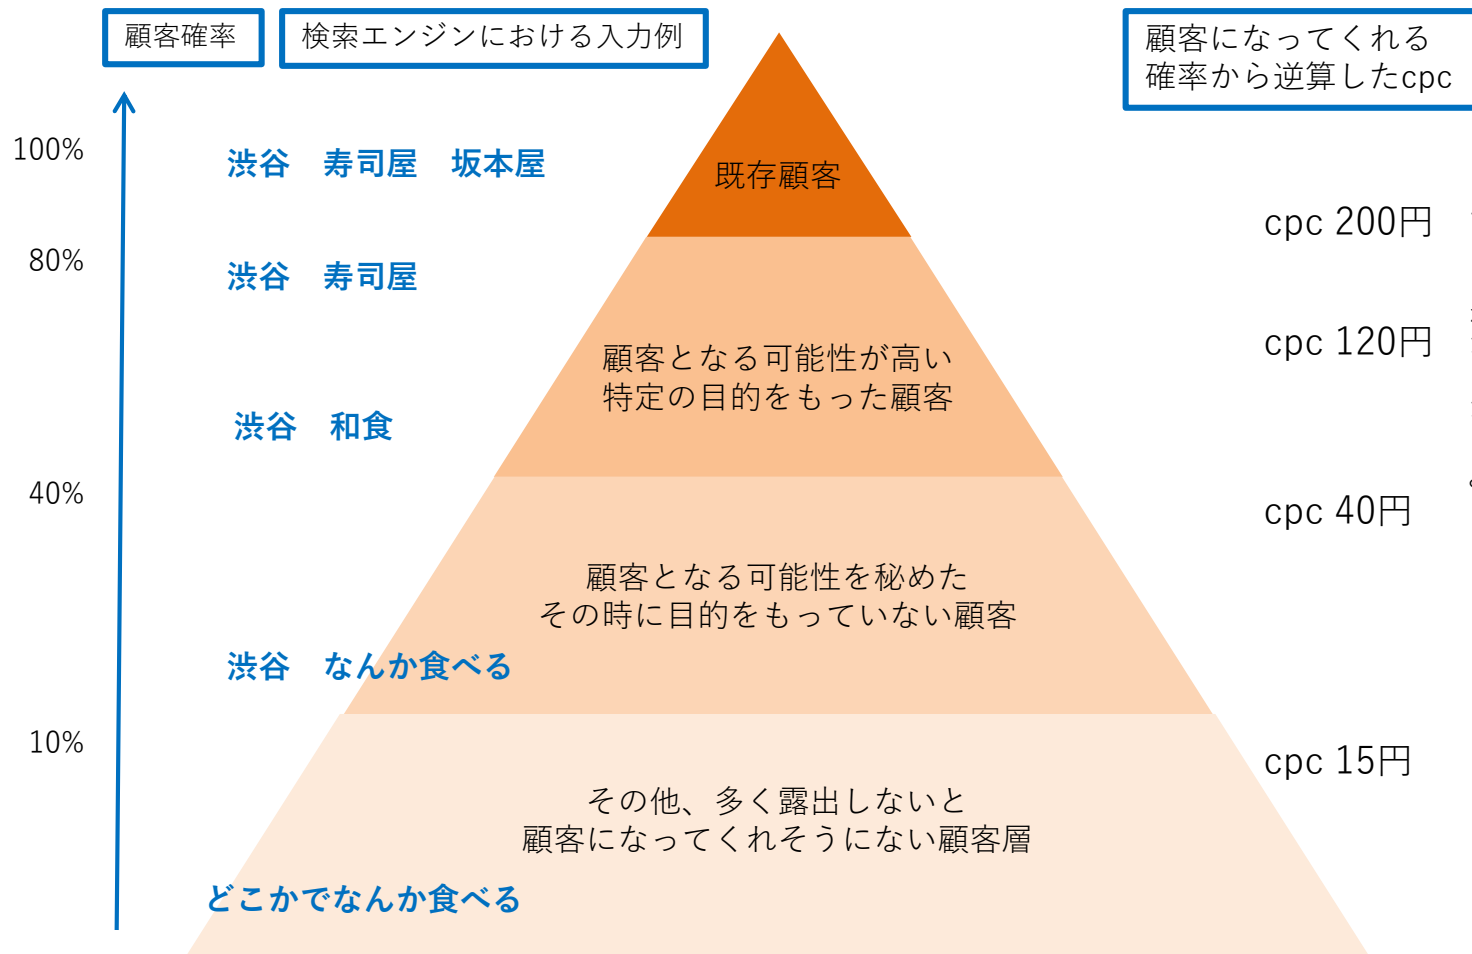 顧客確率
検索エンジンにおける入力例
顧客になってくれる
確率から逆算したcpc
100%
渋谷　寿司屋　坂本屋
既存顧客
cpc 200円
80%
渋谷　寿司屋
cpc 120円
顧客となる可能性が高い
特定の目的をもった顧客
渋谷　和食
40%
cpc 40円
顧客となる可能性を秘めた
その時に目的をもっていない顧客
渋谷　なんか食べる
10%
cpc 15円
その他、多く露出しないと
顧客になってくれそうにない顧客層
どこかでなんか食べる